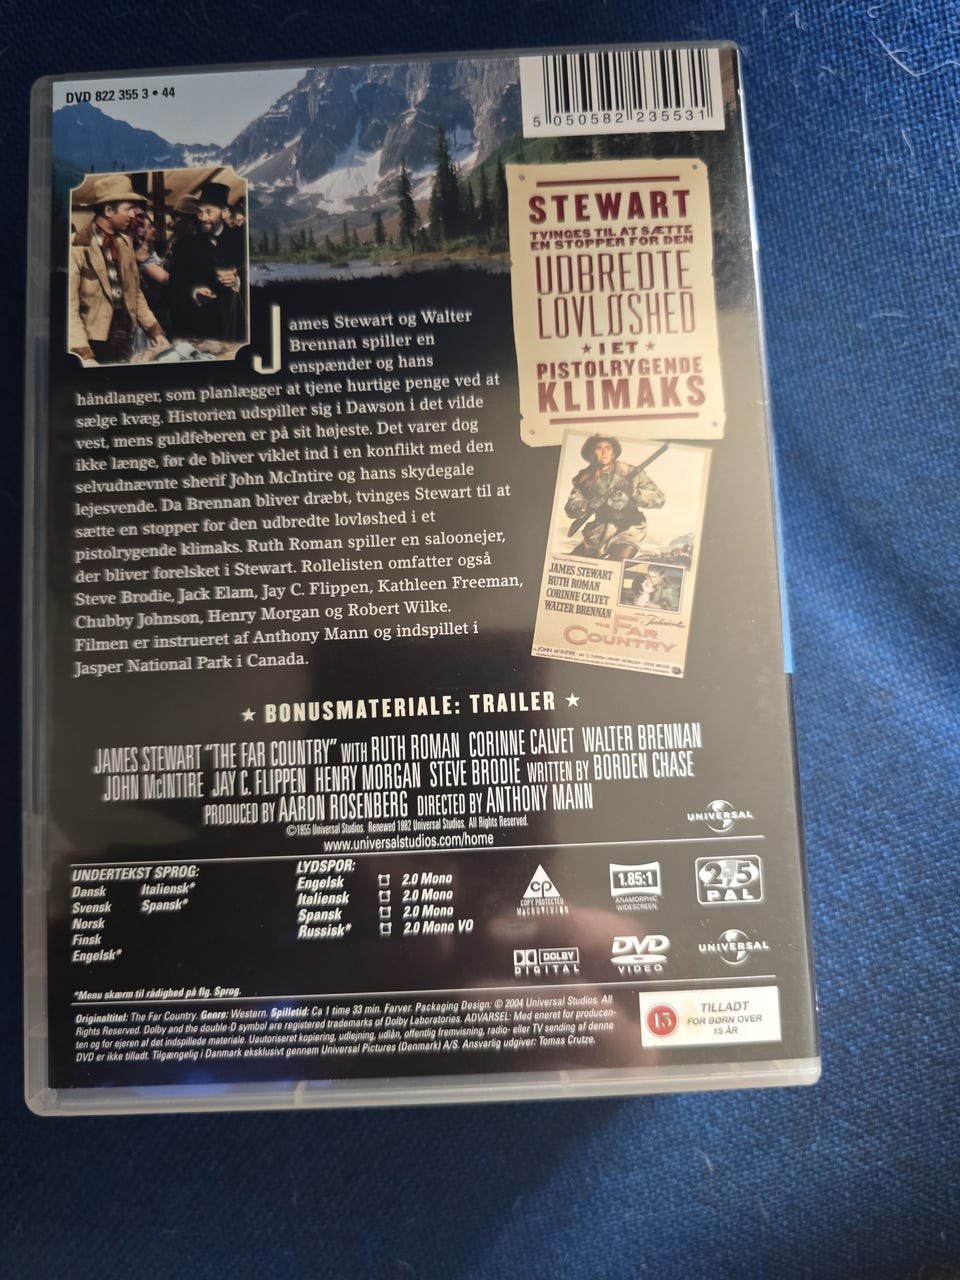 DVD 822 355 3 • 44
5 050582 235531
STEWART
TVINGES TIL AT SÆTTE
EN STOPPER FOR DEN
UDBREDTE
LOVLØSHED
★ I ET ★
PISTOLRYGENDE
KLIMAKS
James Stewart og Walter
Brennan spiller en
enspænder og hans
håndlanger, som planlægger at tjene hurtige penge ved at
sælge kvæg. Historien udspiller sig i Dawson i det vilde
vest, mens guldfeberen er på sit højeste. Det varer dog
ikke længe, før de bliver viklet ind i en konflikt med den
selvudnævnte sherif John McIntire og hans skydegale
lejesvende. Da Brennan bliver dræbt, tvinges Stewart til at
sætte en stopper for den udbredte lovløshed i et
pistolrygende klimaks. Ruth Roman spiller en saloonejer,
der bliver forelsket i Stewart. Rollelisten omfatter også
Steve Brodie, Jack Elam, Jay C. Flippen, Kathleen Freeman,
Chubby Johnson, Henry Morgan og Robert Wilke.
Filmen er instrueret af Anthony Mann og indspillet i
Jasper National Park i Canada.
JAMES STEWART
RUTH ROMAN
CORINNE CALVET
WALTER BRENNAN
THE FAR
COUNTRY
Technicolor
JOHN McINTIRE • JAY C. FLIPPEN • HENRY MORGAN • STEVE BRODIE
★ BONUSMATERIALE: TRAILER ★
JAMES STEWART "THE FAR COUNTRY" WITH RUTH ROMAN CORINNE CALVET WALTER BRENNAN
JOHN McINTIRE JAY C. FLIPPEN HENRY MORGAN STEVE BRODIE WRITTEN BY BORDEN CHASE
PRODUCED BY AARON ROSENBERG DIRECTED BY ANTHONY MANN
©1955 Universal Studios. Renewed 1982 Universal Studios. All Rights Reserved.
www.universalstudios.com/home
UNIVERSAL
UNDERTEKST SPROG:
Dansk Italiensk*
Svensk Spansk*
Norsk
Finsk
Engelsk*
LYDSPOR:
Engelsk 2.0 Mono
Italiensk 2.0 Mono
Spansk 2.0 Mono
Russisk* 2.0 Mono VO
cp
COPY PROTECTED
MACROVISION
1.85:1
ANAMORPHIC
WIDESCREEN
2,5
PAL
DOLBY
DIGITAL
DVD
VIDEO
UNIVERSAL
*Menu skærm til rådighed på flg. Sprog.
Originaltitel: The Far Country. Genre: Western. Spilletid: Ca 1 time 33 min. Farver. Packaging Design: © 2004 Universal Studios. All
Rights Reserved. Dolby and the double-D symbol are registered trademarks of Dolby Laboratories. ADVARSEL: Med eneret for producen-
ten og for ejeren af det indspillede materiale. Uautoriseret kopiering, udlejning, udlån, offentlig fremvisning, radio- eller TV sending af denne
DVD er ikke tilladt. Tilgængelig i Danmark eksklusivt gennem Universal Pictures (Denmark) A/S. Ansvarlig udgiver: Tomas Crutze.
15
TILLADT
FOR BØRN OVER
15 ÅR